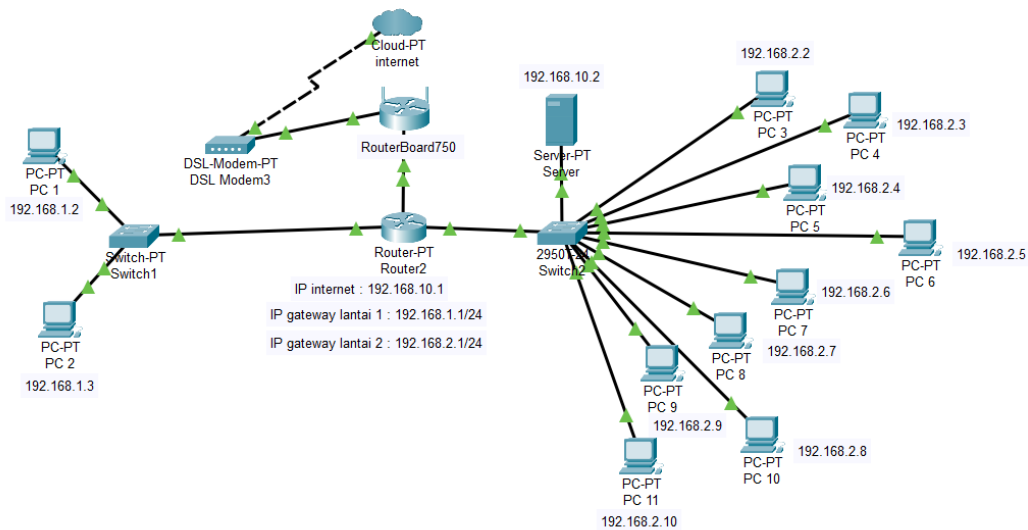 Cloud-PT
internet
RouterBoard750
DSL-Modem-PT
DSL Modem3
PC-PT
PC 1
192.168.1.2
Switch-PT
Switch1
PC-PT
PC 2
192.168.1.3
Router-PT
Router2
IP internet : 192.168.10.1
IP gateway lantai 1 : 192.168.1.1/24
IP gateway lantai 2 : 192.168.2.1/24
192.168.10.2
Server-PT
Server
2950T-24
Switch2
192.168.2.2
PC-PT
PC 3
192.168.2.3
PC-PT
PC 4
192.168.2.4
PC-PT
PC 5
192.168.2.5
PC-PT
PC 6
192.168.2.6
PC-PT
PC 7
192.168.2.7
PC-PT
PC 8
PC-PT
PC 9
192.168.2.9
192.168.2.8
PC-PT
PC 10
PC-PT
PC 11
192.168.2.10